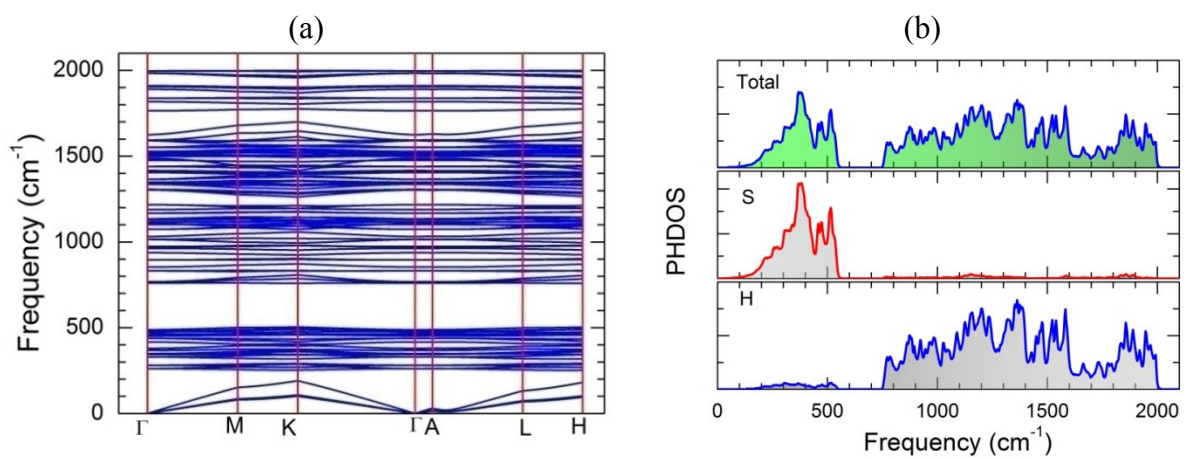 (a)
2000
1500
1000
500
0
Frequency (cm⁻¹)
Γ M K Γ A L H
(b)
Total
S
H
PHDOS
0 500 1000 1500 2000
Frequency (cm⁻¹)